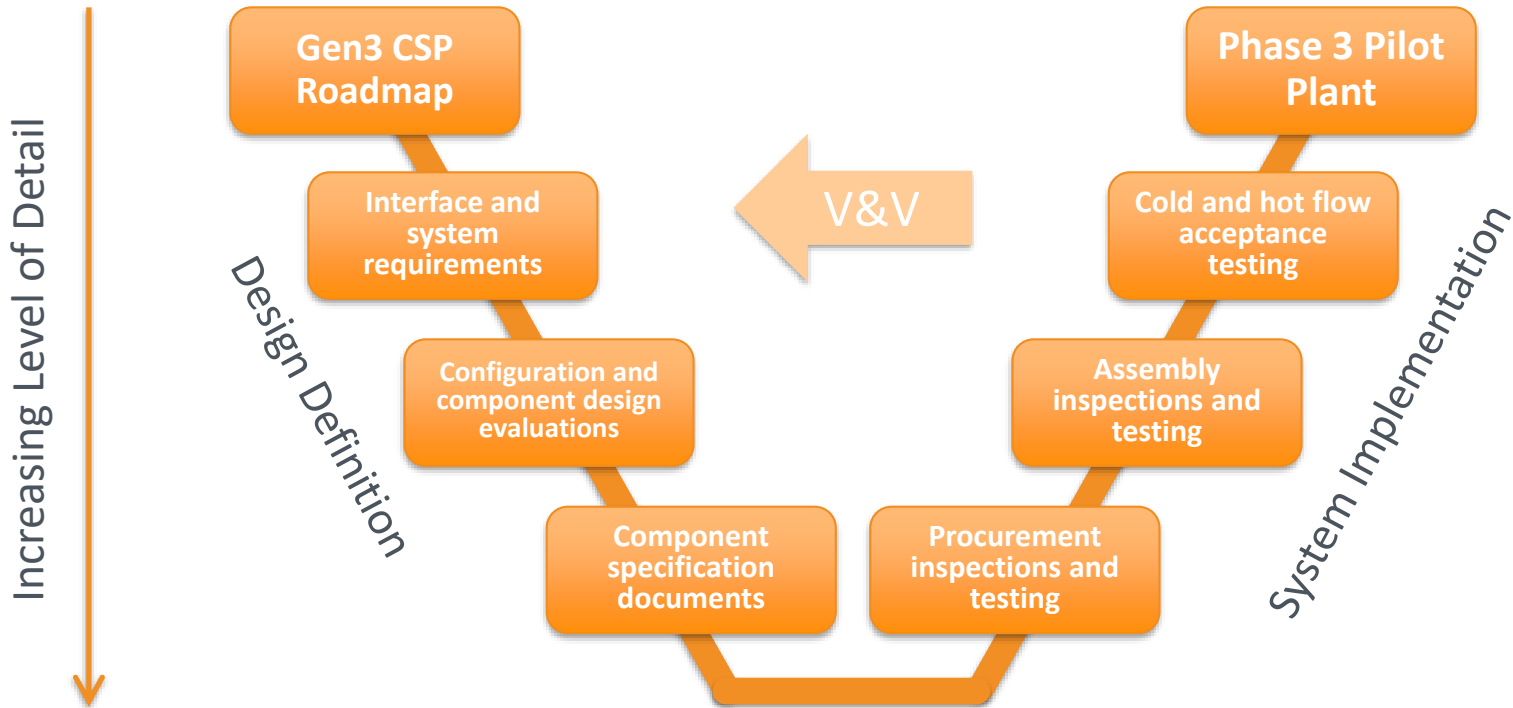 Increasing Level of Detail
Gen3 CSP
Roadmap
Interface and
system
requirements
Configuration and
component design
evaluations
Component
specification
documents
Design Definition
V&V
Phase 3 Pilot
Plant
Cold and hot flow
acceptance
testing
Assembly
inspections and
testing
Procurement
inspections and
testing
System Implementation